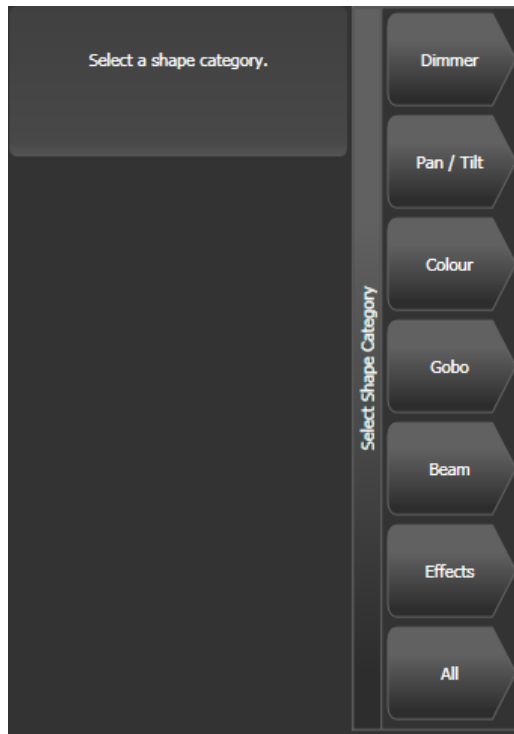 Select a shape category.
Select Shape Category
Dimmer
Pan / Tilt
Colour
Gobo
Beam
Effects
All